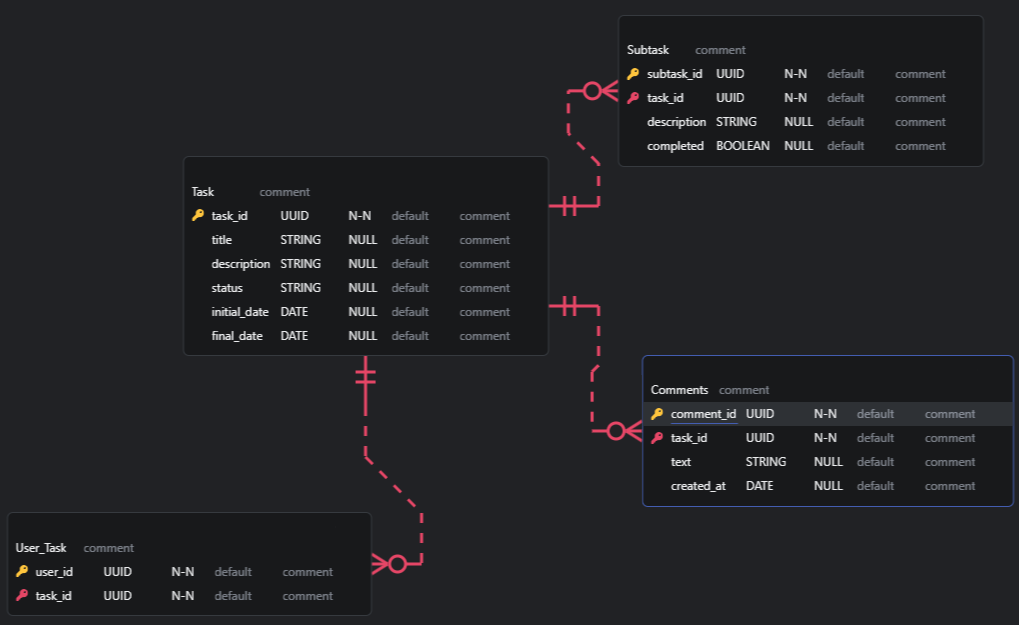 Subtask comment
subtask_id UUID N-N default comment
task_id UUID N-N default comment
description STRING NULL default comment
completed BOOLEAN NULL default comment
Task comment
task_id UUID N-N default comment
title STRING NULL default comment
description STRING NULL default comment
status STRING NULL default comment
initial_date DATE NULL default comment
final_date DATE NULL default comment
Comments comment
comment_id UUID N-N default comment
task_id UUID N-N default comment
text STRING NULL default comment
created_at DATE NULL default comment
User_Task comment
user_id UUID N-N default comment
task_id UUID N-N default comment